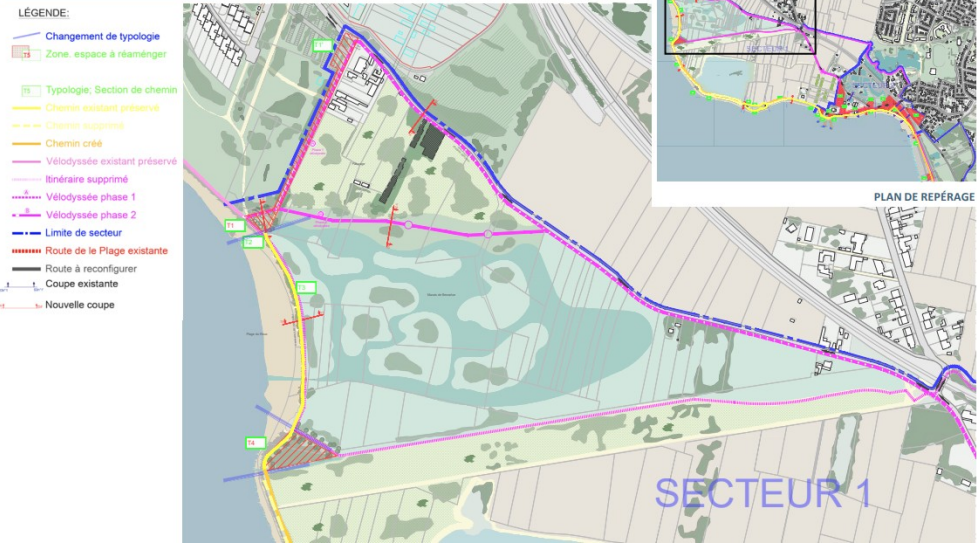 LÉGENDE:
Changement de typologie
T3 Zone. espace à réaménger
T1 Typologie; Section de chemin
Chemin existant préservé
Chemin supprimé
Chemin créé
Vélodyssée existant préservé
Itinéraire supprimé
Vélodyssée phase 1
Vélodyssée phase 2
Limite de secteur
Route de le Plage existante
Route à reconfigurer
Coupe existante
Nouvelle coupe
PLAN DE REPÉRAGE
T1
T2
T3
T4
SECTEUR 1